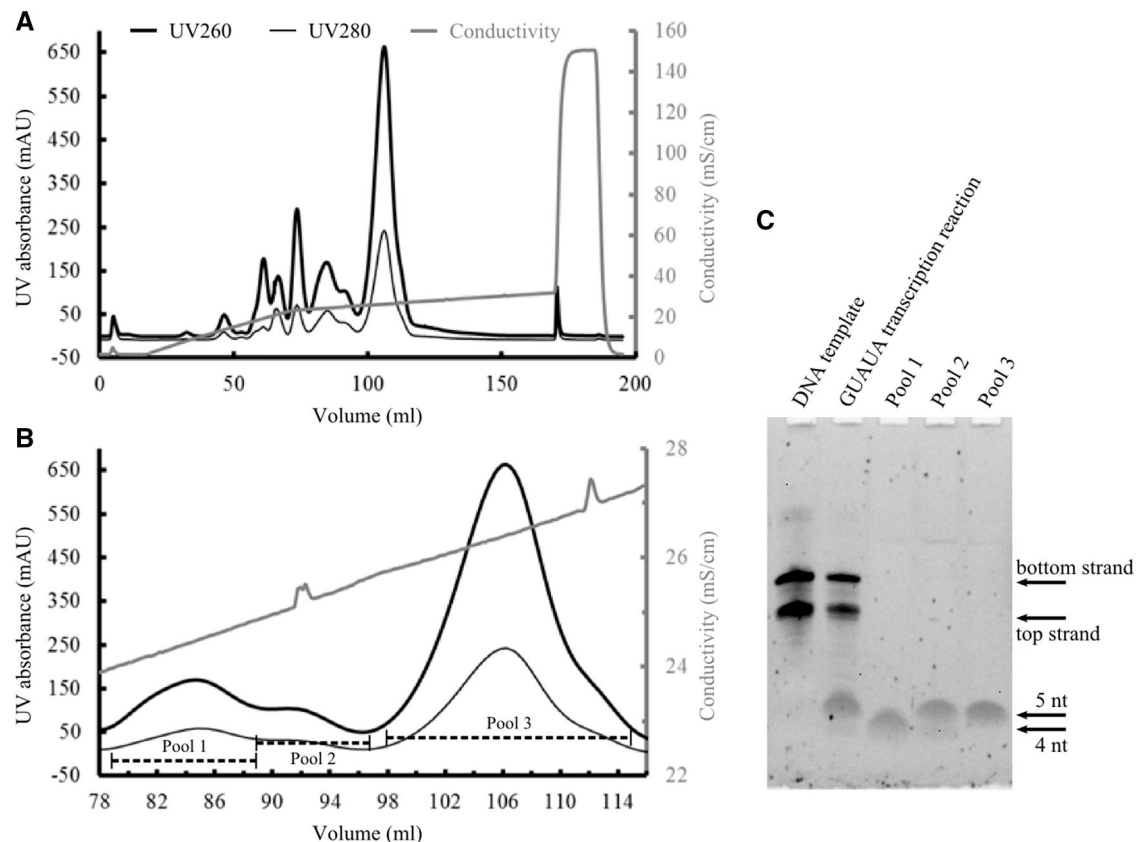 A
UV260 UV280 Conductivity
650
550
450
350
250
150
50
-50
UV absorbance (mAU)
160
140
120
100
80
60
40
20
0
Conductivity (mS/cm)
0 50 100 150 200
Volume (ml)
B
650
550
450
350
250
150
50
-50
UV absorbance (mAU)
28
26
24
22
Conductivity (mS/cm)
Pool 1
Pool 2
Pool 3
78 82 86 90 94 98 102 106 110 114
Volume (ml)
C
DNA template
GUAUA transcription reaction
Pool 1
Pool 2
Pool 3
bottom strand
top strand
5 nt
4 nt